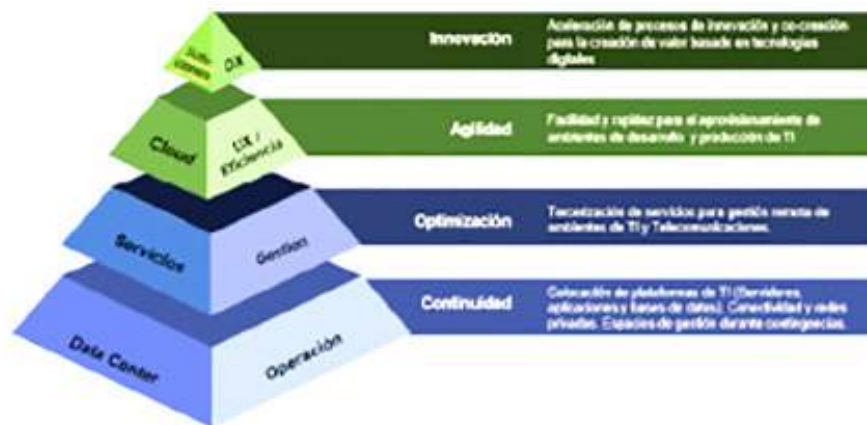 DX
Innovación
Aceleración de procesos de innovación y co-creación
para la creación de valor basado en tecnologías
digitales
Cloud
UX /
Eficiencia
Agilidad
Facilidad y rapidez para el aprovisionamiento de
ambientes de desarrollo y producción de TI
Servicios
Gestion
Optimización
Tercerización de servicios para gestión remota de
ambientes de TI y Telecomunicaciones.
Data Center
Operación
Continuidad
Colocación de plataformas de TI (Servidores,
aplicaciones y bases de datos). Conectividad y redes
privadas. Espacios de gestión durante contingencias.